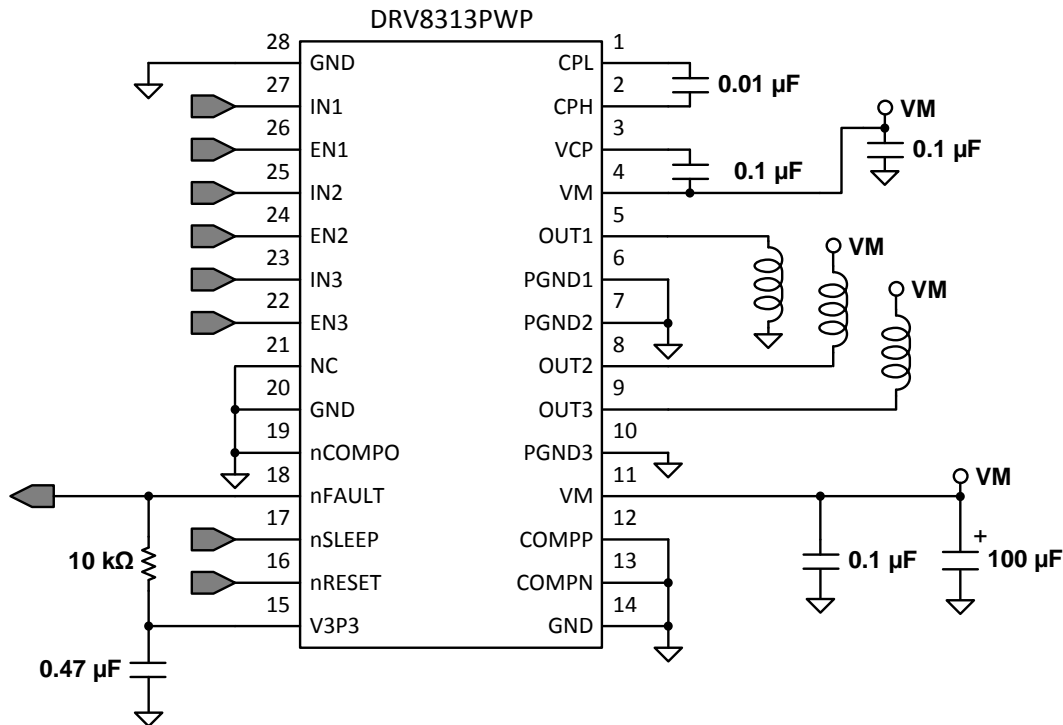 DRV8313PWP
28 GND
27 IN1
26 EN1
25 IN2
24 EN2
23 IN3
22 EN3
21 NC
20 GND
19 nCOMPO
18 nFAULT
17 nSLEEP
16 nRESET
15 V3P3
1 CPL
2 CPH
3 VCP
4 VM
5 OUT1
6 PGND1
7 PGND2
8 OUT2
9 OUT3
10 PGND3
11 VM
12 COMPP
13 COMPN
14 GND
0.01 µF
0.1 µF
VM
0.1 µF
VM
VM
VM
0.1 µF
+
100 µF
10 kΩ
0.47 µF